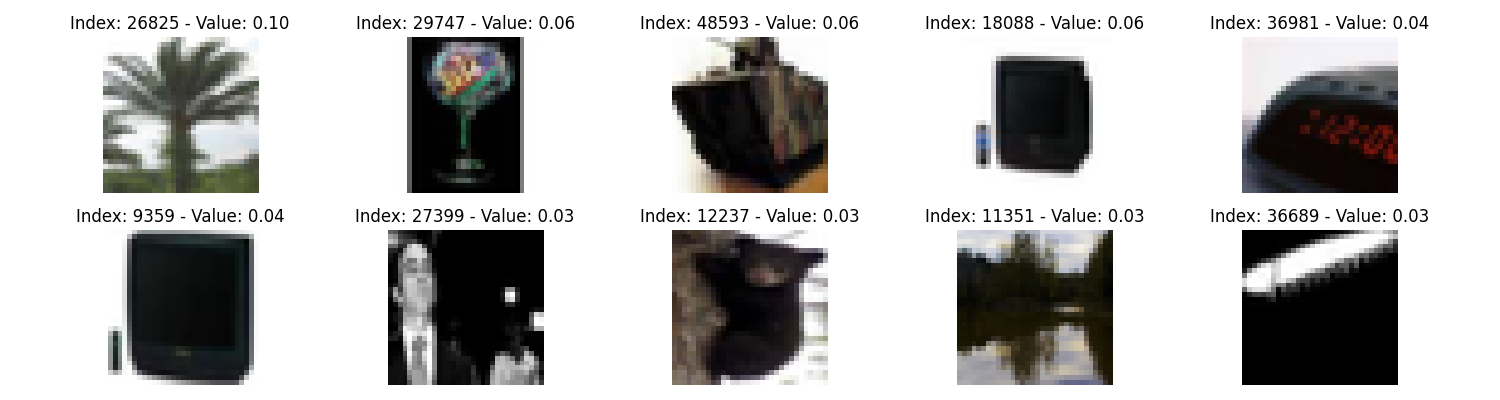 Index: 26825 - Value: 0.10
Index: 29747 - Value: 0.06
Index: 48593 - Value: 0.06
Index: 18088 - Value: 0.06
Index: 36981 - Value: 0.04
12:00
Index: 9359 - Value: 0.04
Index: 27399 - Value: 0.03
Index: 12237 - Value: 0.03
Index: 11351 - Value: 0.03
Index: 36689 - Value: 0.03